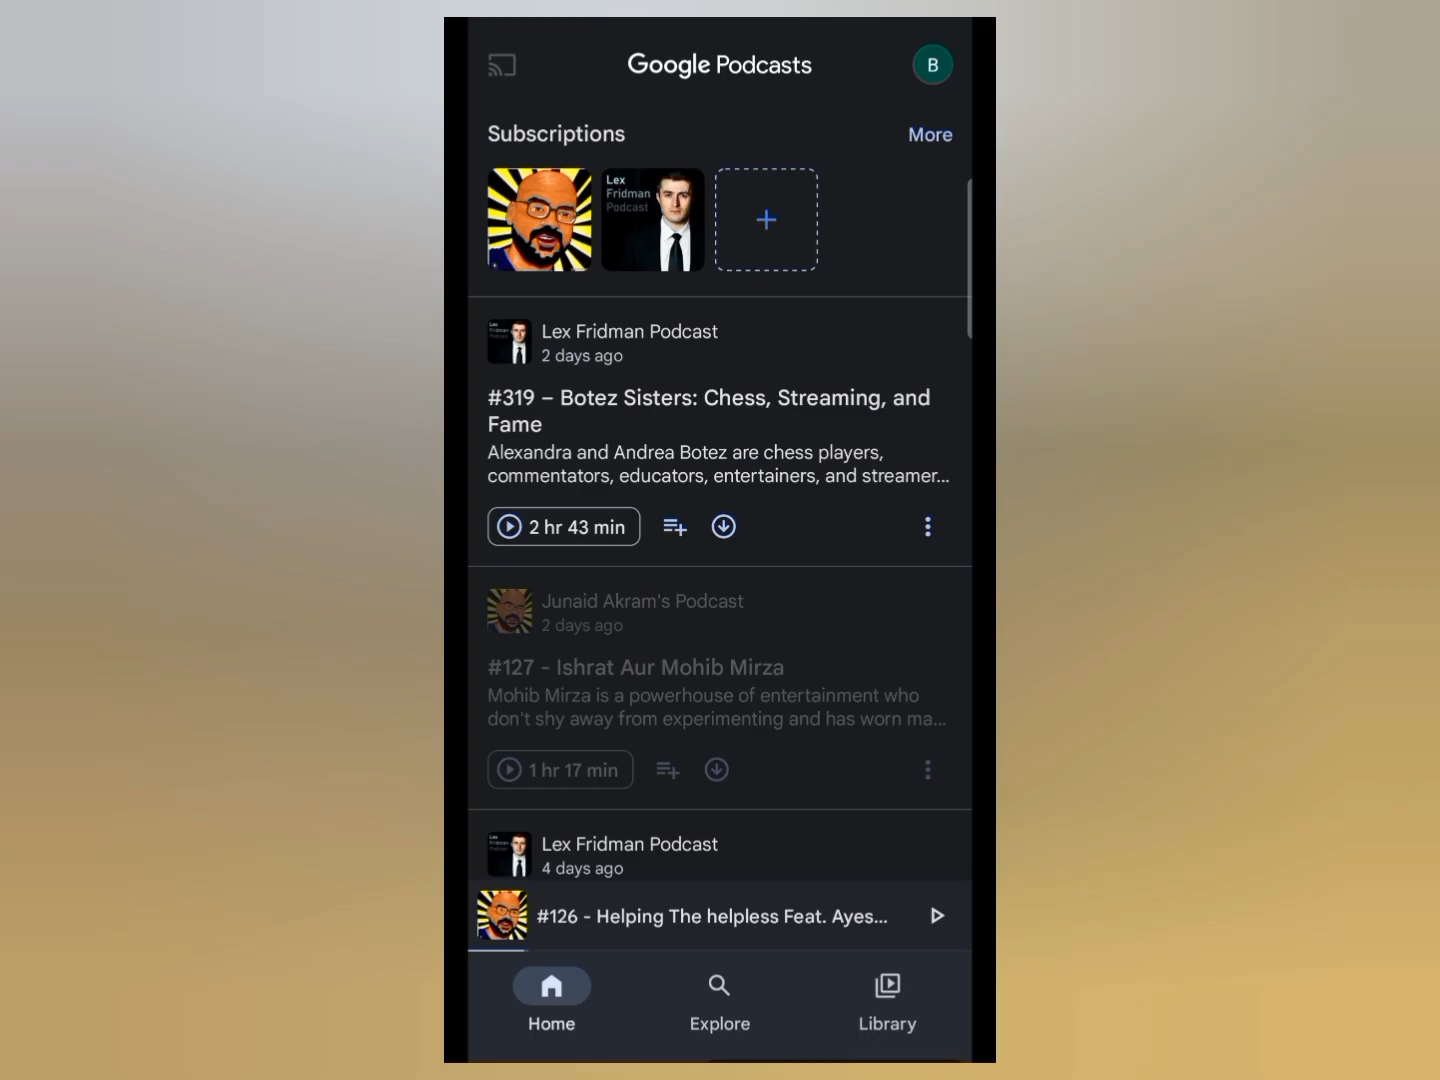 Google Podcasts
B
Subscriptions
More
Lex
Fridman
Podcast
Lex Fridman Podcast
2 days ago
#319 – Botez Sisters: Chess, Streaming, and
Fame
Alexandra and Andrea Botez are chess players,
commentators, educators, entertainers, and streamer...
2 hr 43 min
Junaid Akram's Podcast
2 days ago
#127 - Ishrat Aur Mohib Mirza
Mohib Mirza is a powerhouse of entertainment who
don't shy away from experimenting and has worn ma...
1 hr 17 min
Lex Fridman Podcast
4 days ago
#126 - Helping The helpless Feat. Ayes...
Home
Explore
Library